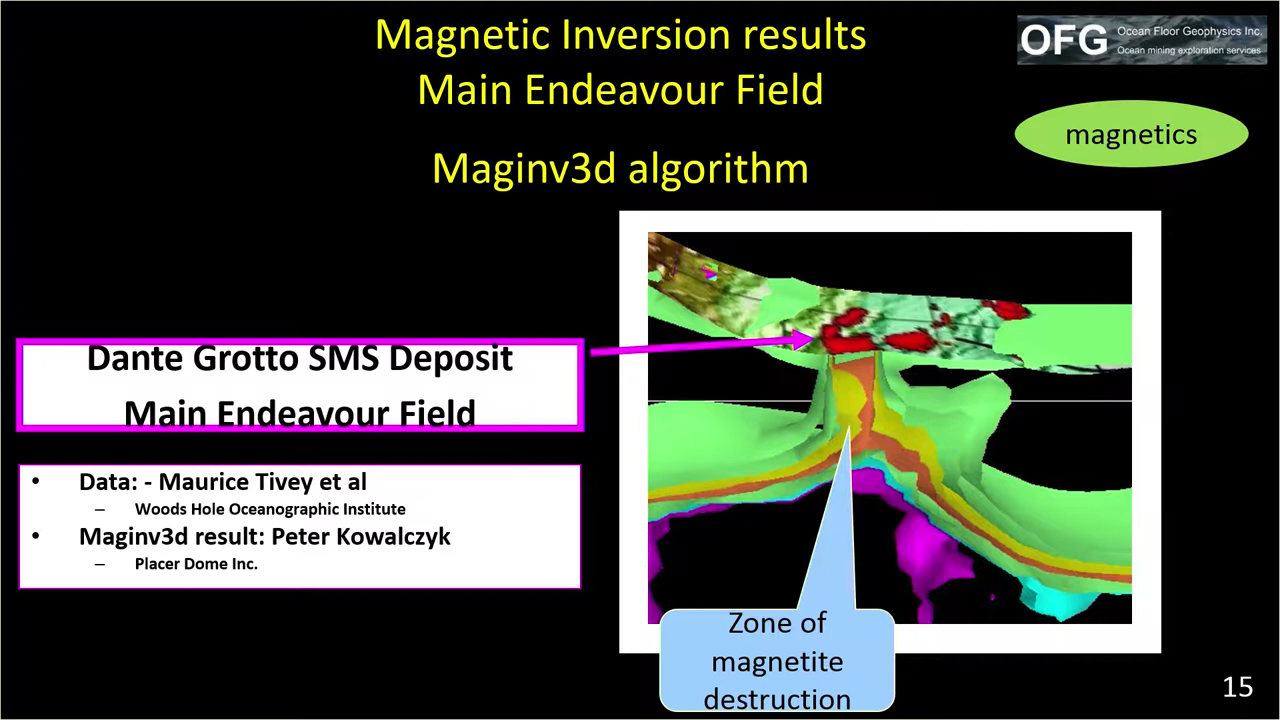 Magnetic Inversion results
Main Endeavour Field
Maginv3d algorithm
OFG
Ocean Floor Geophysics Inc.
Ocean mining exploration services
magnetics
Dante Grotto SMS Deposit
Main Endeavour Field
• Data: - Maurice Tivey et al
– Woods Hole Oceanographic Institute
• Maginv3d result: Peter Kowalczyk
– Placer Dome Inc.
Zone of
magnetite
destruction
15